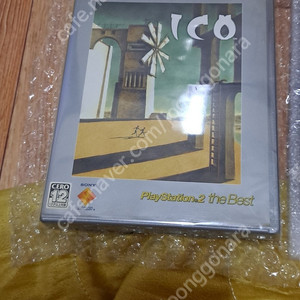 ICO
CERO
12
SONY
PlayStation®2 the Best
cafe.naver.com/joonggonara